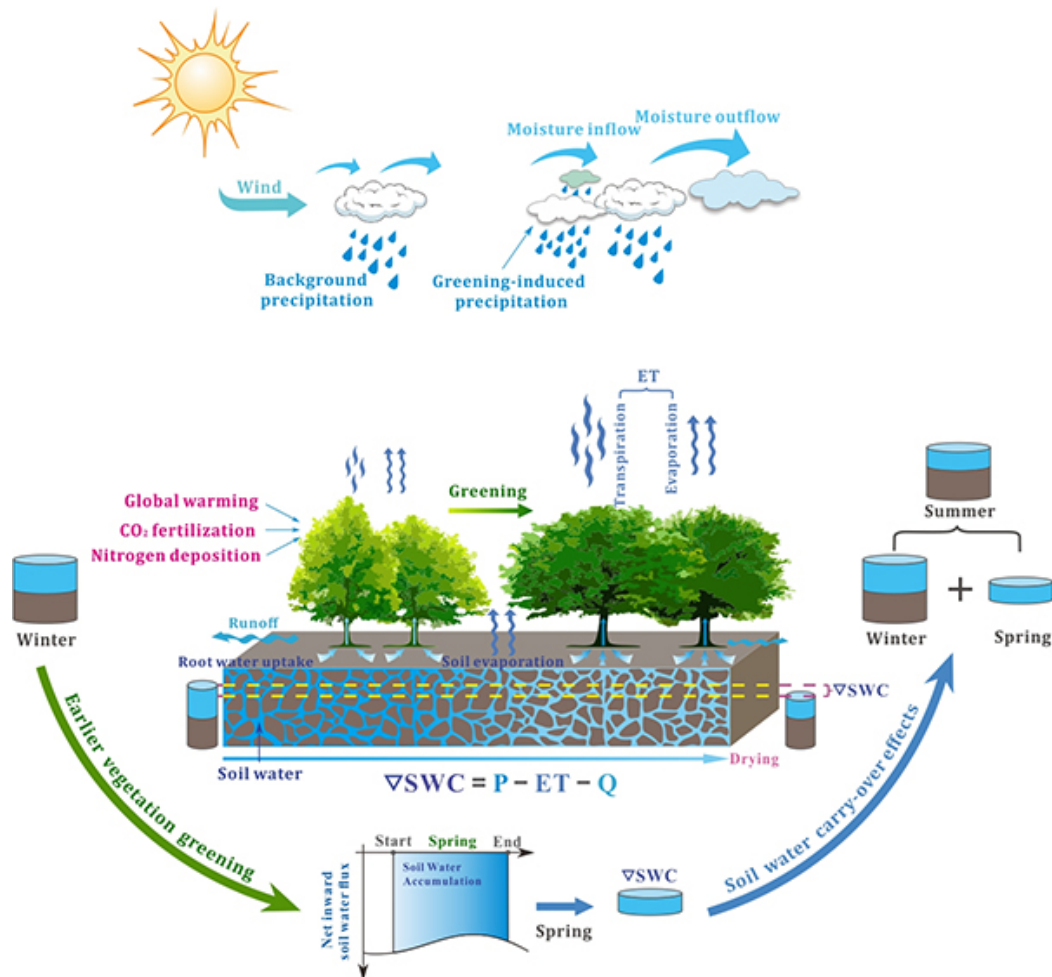 Wind
Moisture inflow
Moisture outflow
Background
precipitation
Greening-induced
precipitation
ET
Transpiration
Evaporation
Global warming
CO₂ fertilization
Nitrogen deposition
Greening
Summer
Winter
Winter
+
Spring
Runoff
Root water uptake
Soil evaporation
∇SWC
Soil water
Drying
∇SWC = P − ET − Q
Earlier vegetation greening
Soil water carry-over effects
Start
Spring
End
Soil Water
Accumulation
Net inward
soil water flux
Spring
∇SWC